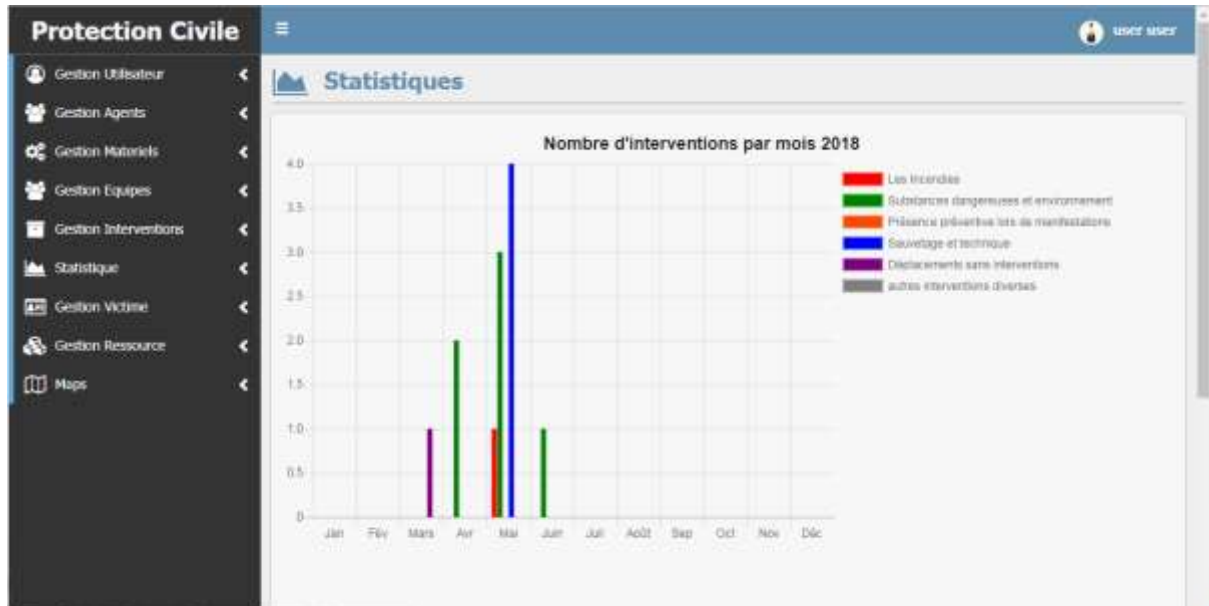 Protection Civile
user user
Gestion Utilisateur
Gestion Agents
Gestion Materiels
Gestion Equipes
Gestion Interventions
Statistique
Gestion Victime
Gestion Ressource
Maps
Statistiques
Nombre d'interventions par mois 2018
Les Incendies
Substances dangereuses et environnement
Présence préventive lors de manifestations
Sauvetage et technique
Déplacements sans interventions
autres interventions diverses
4.0
3.5
3.0
2.5
2.0
1.5
1.0
0.5
0
Jan Fév Mars Avr Mai Juin Juil Août Sep Oct Nov Déc